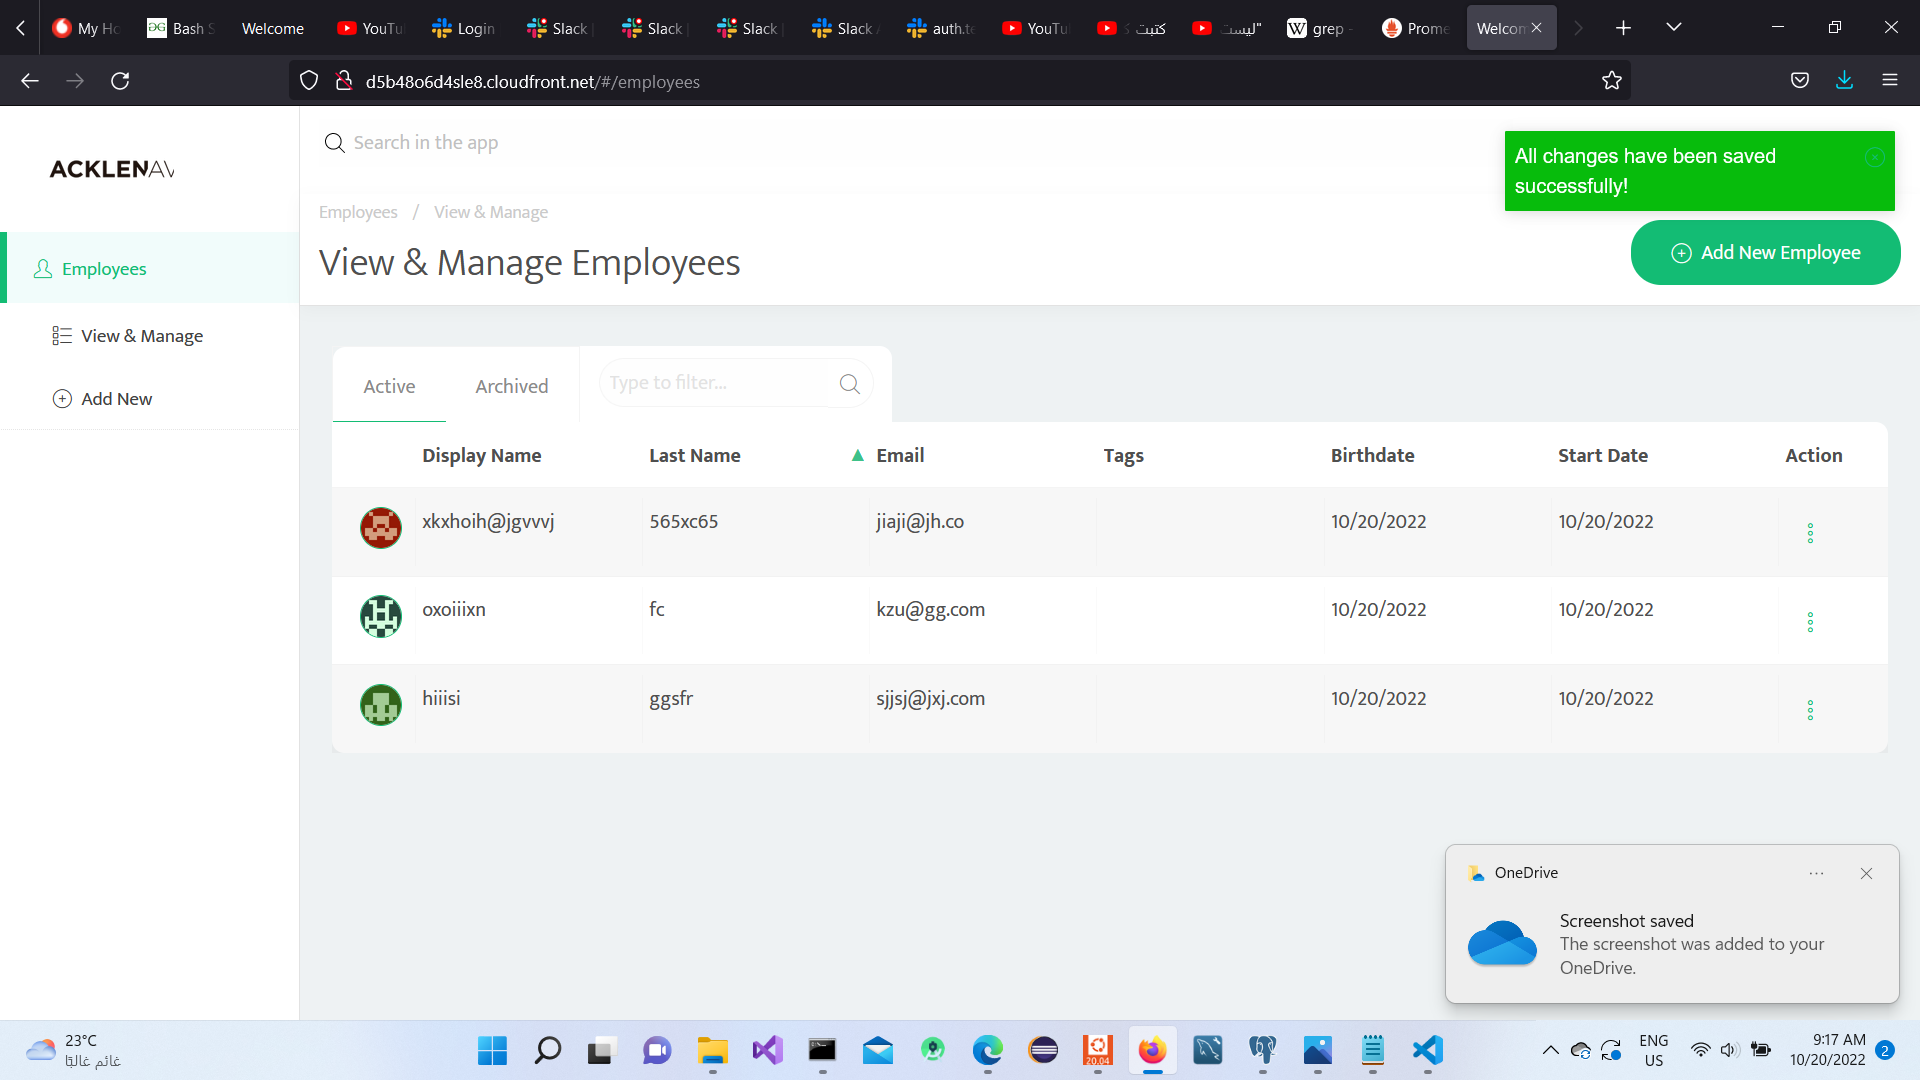 My Ho
Bash S
Welcome
YouTu
Login
Slack |
Slack |
Slack |
Slack A
auth.te
YouTu
كتبت ك
"ليست
grep -
Prome
Welcom
d5b48o6d4sle8.cloudfront.net/#/employees
ACKLENAV
Search in the app
All changes have been saved
successfully!
Employees / View & Manage
View & Manage Employees
Add New Employee
Employees
View & Manage
Add New
Active
Archived
Type to filter...
Display Name Last Name Email Tags Birthdate Start Date Action
xkxhoih@jgvvvj 565xc65 jiaji@jh.co 10/20/2022 10/20/2022
oxoiiixn fc kzu@gg.com 10/20/2022 10/20/2022
hiiisi ggsfr sjjsj@jxj.com 10/20/2022 10/20/2022
OneDrive
Screenshot saved
The screenshot was added to your
OneDrive.
23°C
غائم غالبًا
20.04
ENG
US
9:17 AM
10/20/2022
2